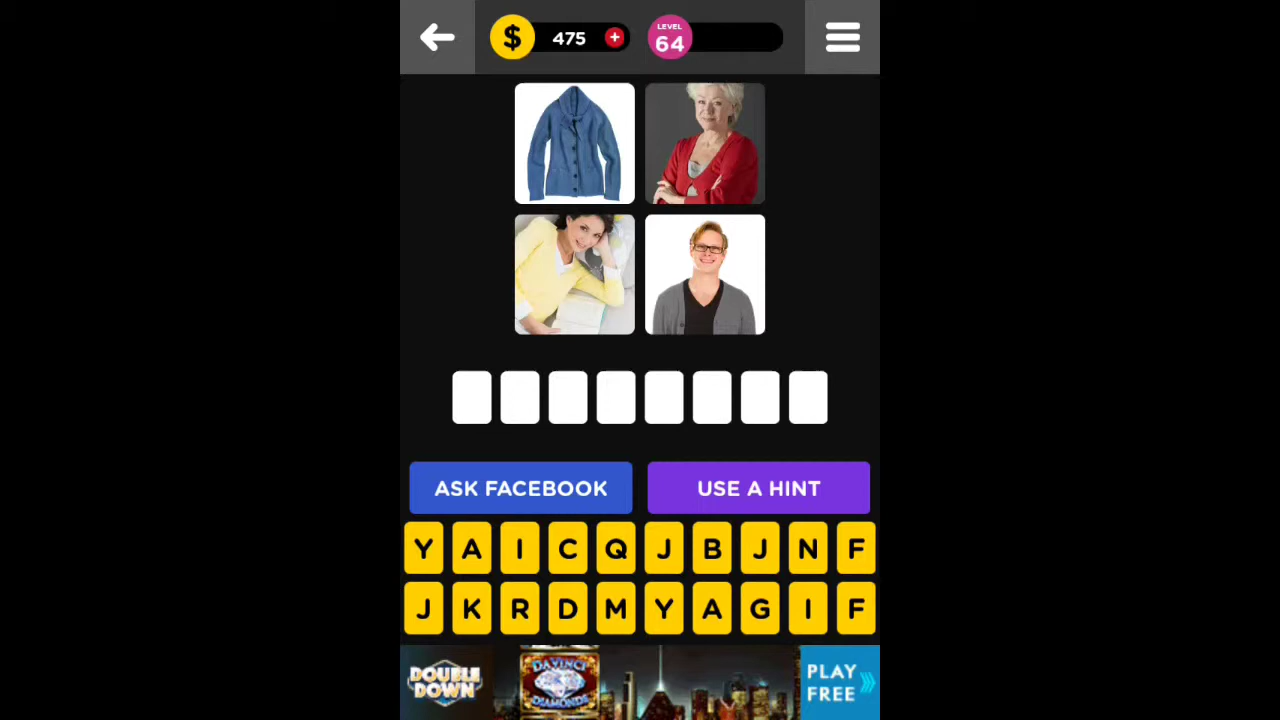 $ 475 + LEVEL
64
ASK FACEBOOK USE A HINT
Y A I C Q J B J N F
J K R D M Y A G I F
DOUBLE
DOWN
DAVINCI
DIAMONDS
PLAY
FREE